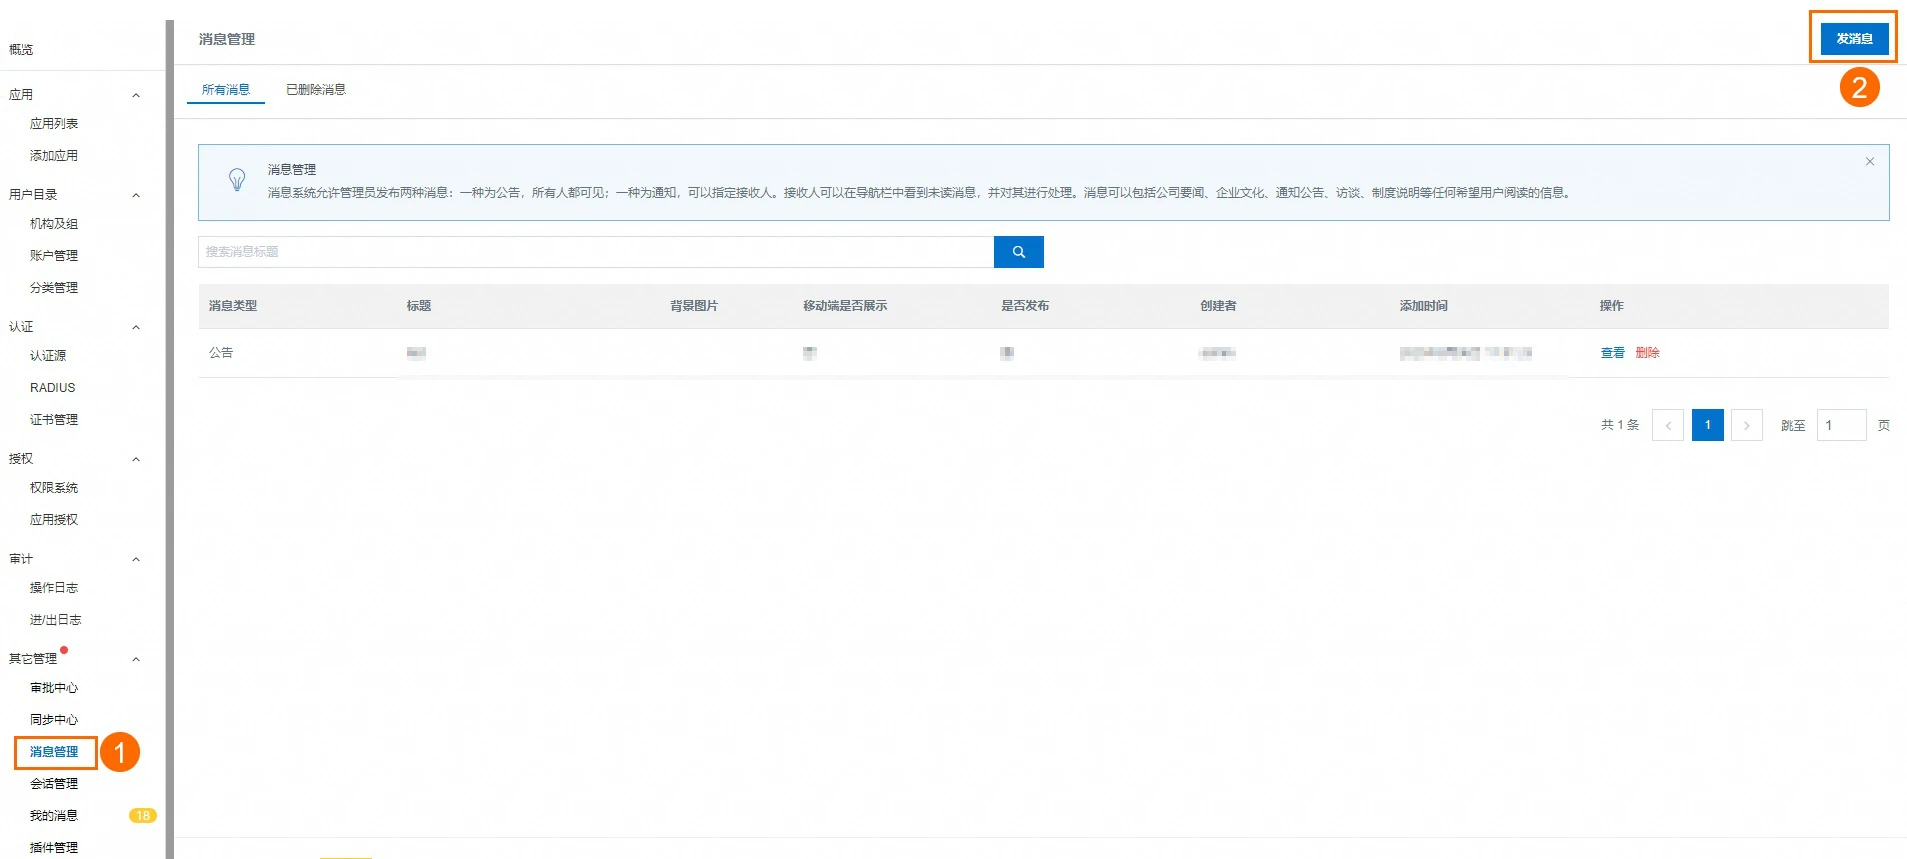 概览
应用
应用列表
添加应用
用户目录
机构及组
账户管理
分类管理
认证
认证源
RADIUS
证书管理
授权
权限系统
应用授权
审计
操作日志
进/出日志
其它管理
审批中心
同步中心
消息管理
1
会话管理
我的消息 18
插件管理
消息管理
发消息
2
所有消息 已删除消息
消息管理
消息系统允许管理员发布两种消息：一种为公告，所有人都可见；一种为通知，可以指定接收人。接收人可以在导航栏中看到未读消息，并对其进行处理。消息可以包括公司要闻、企业文化、通知公告、访谈、制度说明等任何希望用户阅读的信息。
搜索消息标题
消息类型 标题 背景图片 移动端是否展示 是否发布 创建者 添加时间 操作
公告 查看 删除
共 1 条 1 跳至 1 页